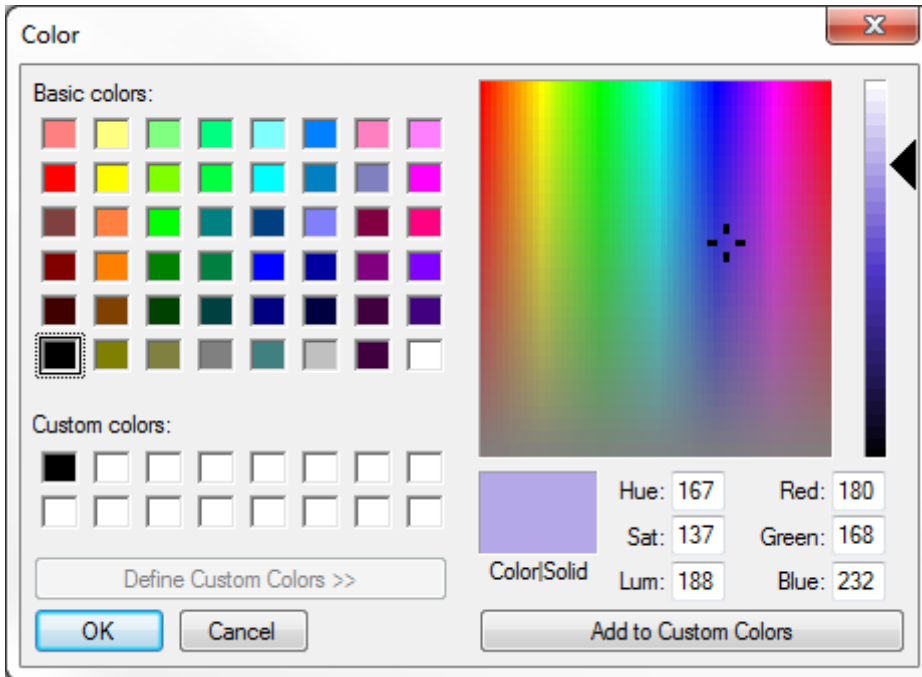 Color
Basic colors:
Custom colors:
Define Custom Colors >>
OK Cancel
Color|Solid
Hue: 167 Red: 180
Sat: 137 Green: 168
Lum: 188 Blue: 232
Add to Custom Colors